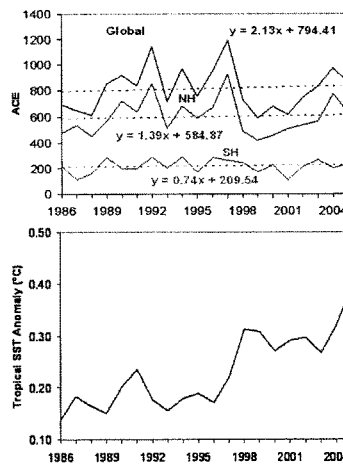 1400
Global
y = 2.13x + 794.41
1200
1000
800
NH
600
y = 1.39x + 584.87
400
SH
200
y = 0.74x + 209.54
0
ACE
1986 1989 1992 1995 1998 2001 2004
0.50
0.40
0.30
0.20
0.10
Tropical SST Anomaly (°C)
1986 1989 1992 1995 1998 2001 2004